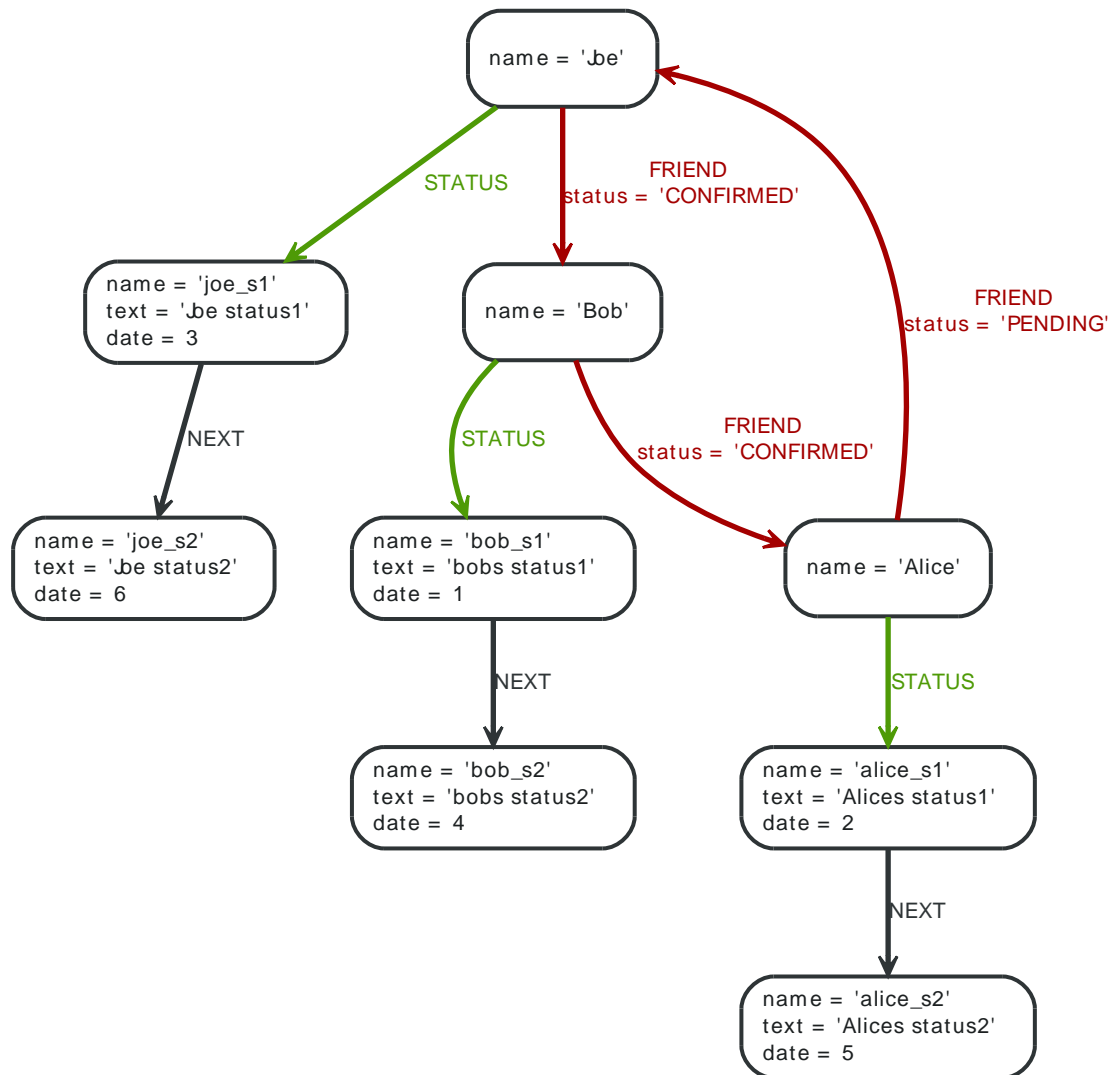 name = 'Joe'
STATUS
FRIEND
status = 'CONFIRMED'
name = 'joe_s1'
text = 'Joe status1'
date = 3
name = 'Bob'
FRIEND
status = 'PENDING'
NEXT
STATUS
FRIEND
status = 'CONFIRMED'
name = 'joe_s2'
text = 'Joe status2'
date = 6
name = 'bob_s1'
text = 'bobs status1'
date = 1
name = 'Alice'
NEXT
STATUS
name = 'bob_s2'
text = 'bobs status2'
date = 4
name = 'alice_s1'
text = 'Alices status1'
date = 2
NEXT
name = 'alice_s2'
text = 'Alices status2'
date = 5